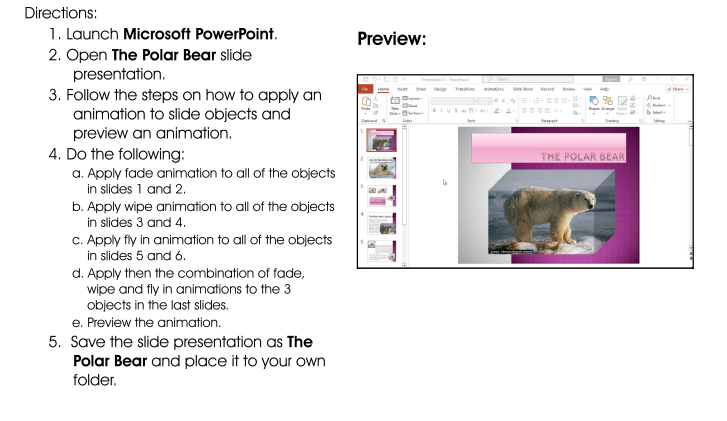 Directions:
1. Launch Microsoft PowerPoint.
2. Open The Polar Bear slide
presentation.
3. Follow the steps on how to apply an
animation to slide objects and
preview an animation.
4. Do the following:
a. Apply fade animation to all of the objects
in slides 1 and 2.
b. Apply wipe animation to all of the objects
in slides 3 and 4.
c. Apply fly in animation to all of the objects
in slides 5 and 6.
d. Apply then the combination of fade,
wipe and fly in animations to the 3
objects in the last slides.
e. Preview the animation.
5. Save the slide presentation as The
Polar Bear and place it to your own
folder.
Preview:
File Home Insert Draw Design Transitions Animations Slide Show Record Review View Help Share
Paste New Slide Layout Reset Section Shapes Arrange Quick Find Replace Select
Clipboard Slides Font Paragraph Drawing Editing
1
2
3
4
5
THE POLAR BEAR